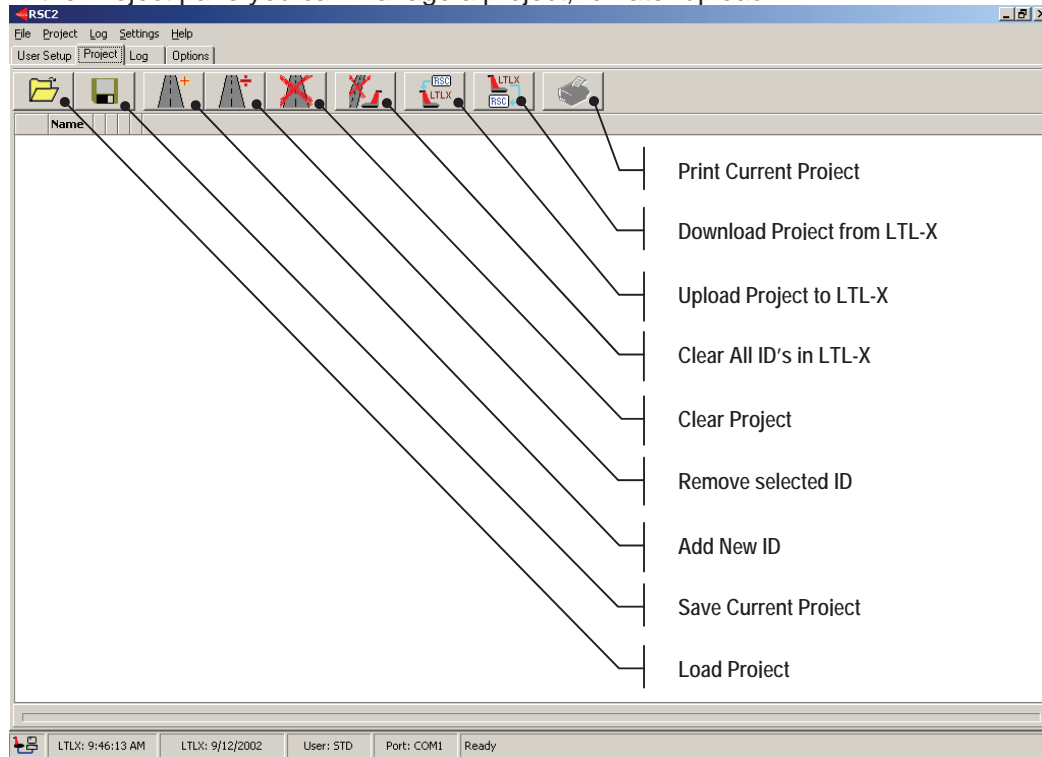 RSC2
File Project Log Settings Help
User Setup Project Log Options
RSC
LTLX
LTLX
RSC
Name
Print Current Project
Download Project from LTL-X
Upload Project to LTL-X
Clear All ID's in LTL-X
Clear Project
Remove selected ID
Add New ID
Save Current Project
Load Project
LTLX: 9:46:13 AM LTLX: 9/12/2002 User: STD Port: COM1 Ready